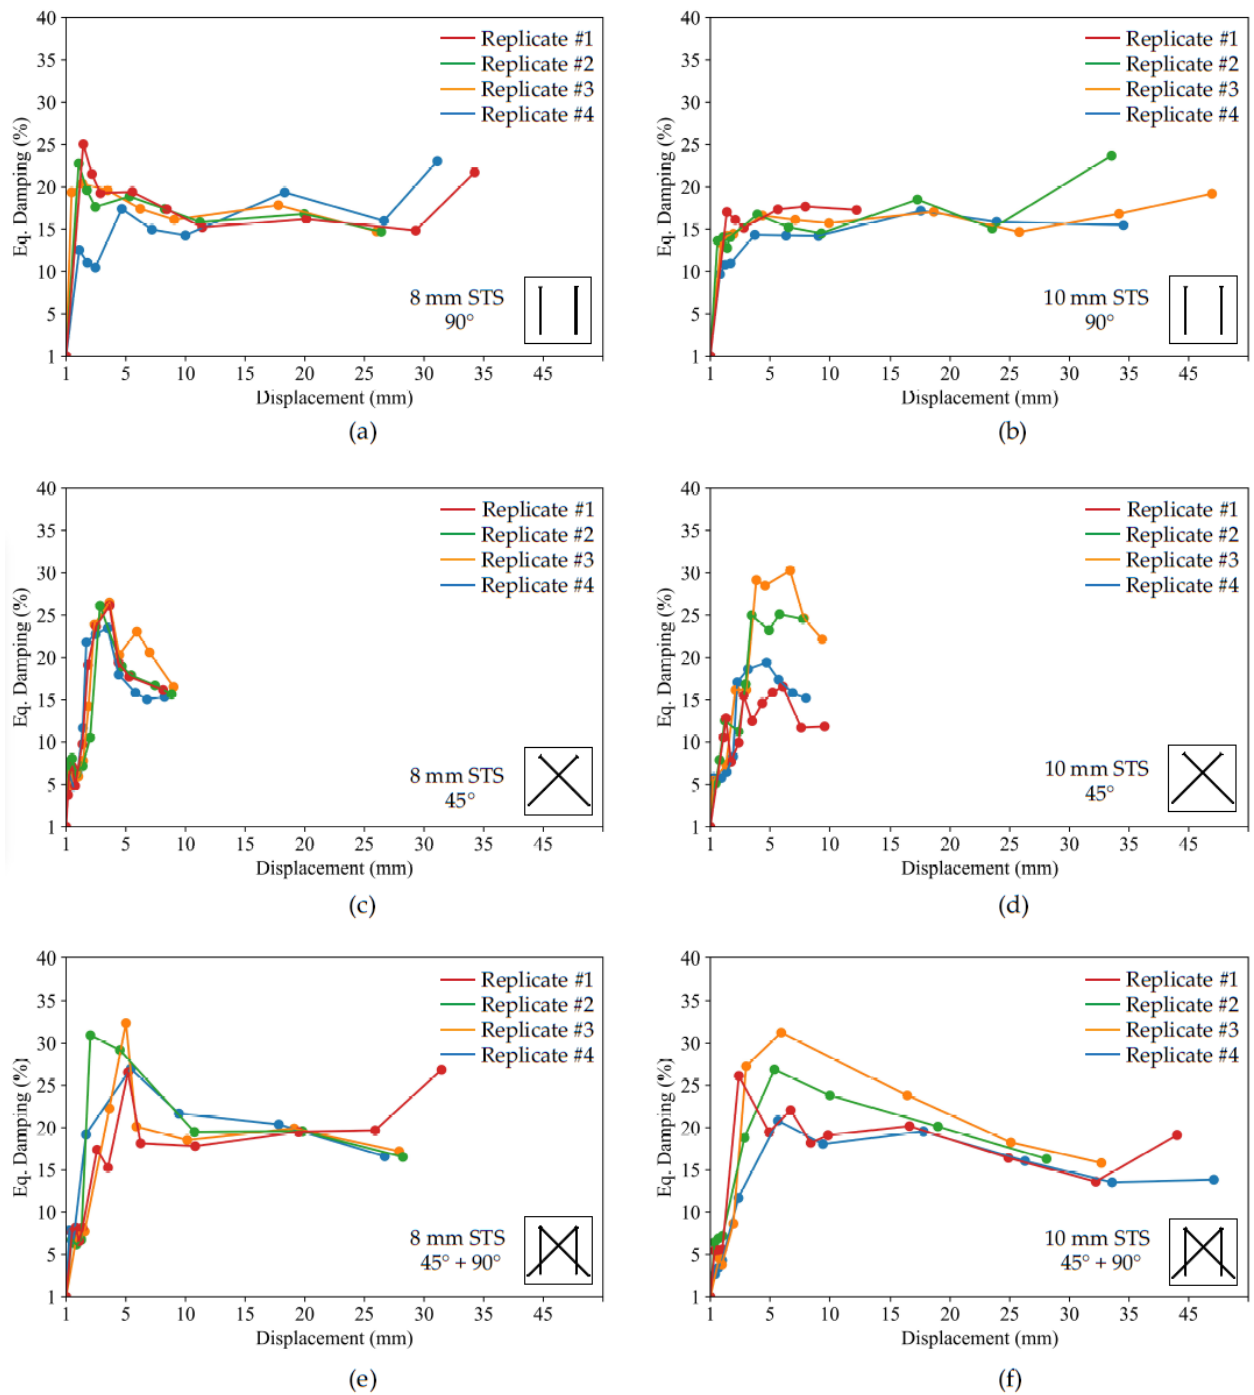 40
35
30
25
20
15
10
5
1
Eq. Damping (%)
Replicate #1
Replicate #2
Replicate #3
Replicate #4
8 mm STS
90°
1 5 10 15 20 25 30 35 45
Displacement (mm)
(a)
40
35
30
25
20
15
10
5
1
Eq. Damping (%)
Replicate #1
Replicate #2
Replicate #3
Replicate #4
10 mm STS
90°
1 5 10 15 20 25 30 35 45
Displacement (mm)
(b)
40
35
30
25
20
15
10
5
1
Eq. Damping (%)
Replicate #1
Replicate #2
Replicate #3
Replicate #4
8 mm STS
45°
1 5 10 15 20 25 30 35 45
Displacement (mm)
(c)
40
35
30
25
20
15
10
5
1
Eq. Damping (%)
Replicate #1
Replicate #2
Replicate #3
Replicate #4
10 mm STS
45°
1 5 10 15 20 25 30 35 45
Displacement (mm)
(d)
40
35
30
25
20
15
10
5
1
Eq. Damping (%)
Replicate #1
Replicate #2
Replicate #3
Replicate #4
8 mm STS
45° + 90°
1 5 10 15 20 25 30 35 45
Displacement (mm)
(e)
40
35
30
25
20
15
10
5
1
Eq. Damping (%)
Replicate #1
Replicate #2
Replicate #3
Replicate #4
10 mm STS
45° + 90°
1 5 10 15 20 25 30 35 45
Displacement (mm)
(f)